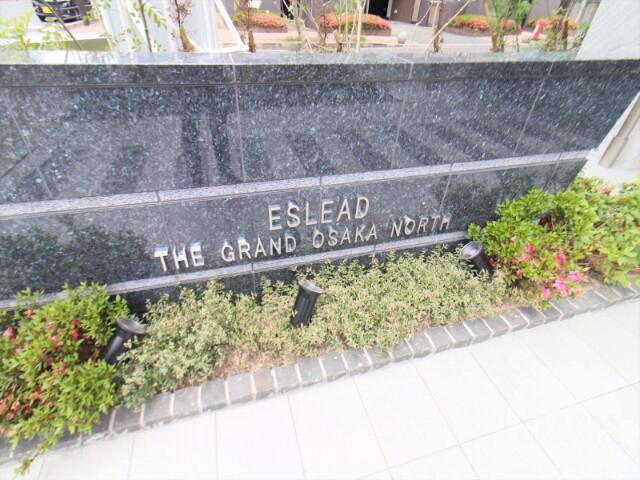 ESLEAD
THE GRAND OSAKA NORTH